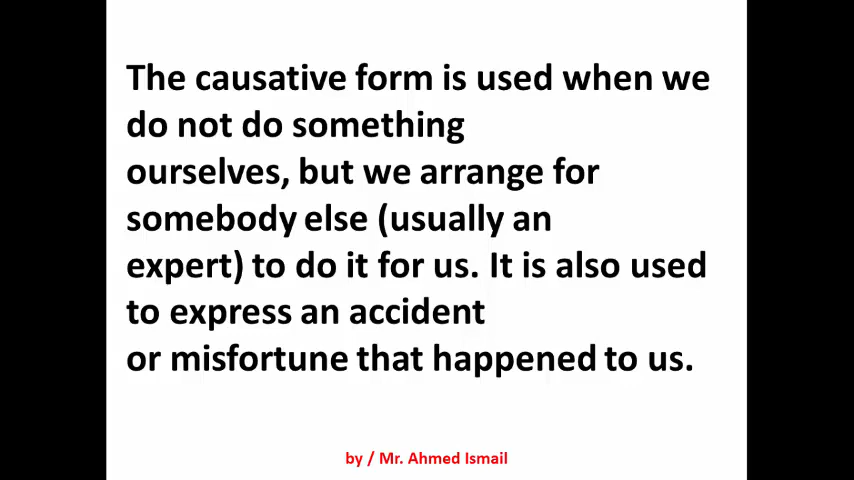 The causative form is used when we
do not do something
ourselves, but we arrange for
somebody else (usually an
expert) to do it for us. It is also used
to express an accident
or misfortune that happened to us.
by / Mr. Ahmed Ismail